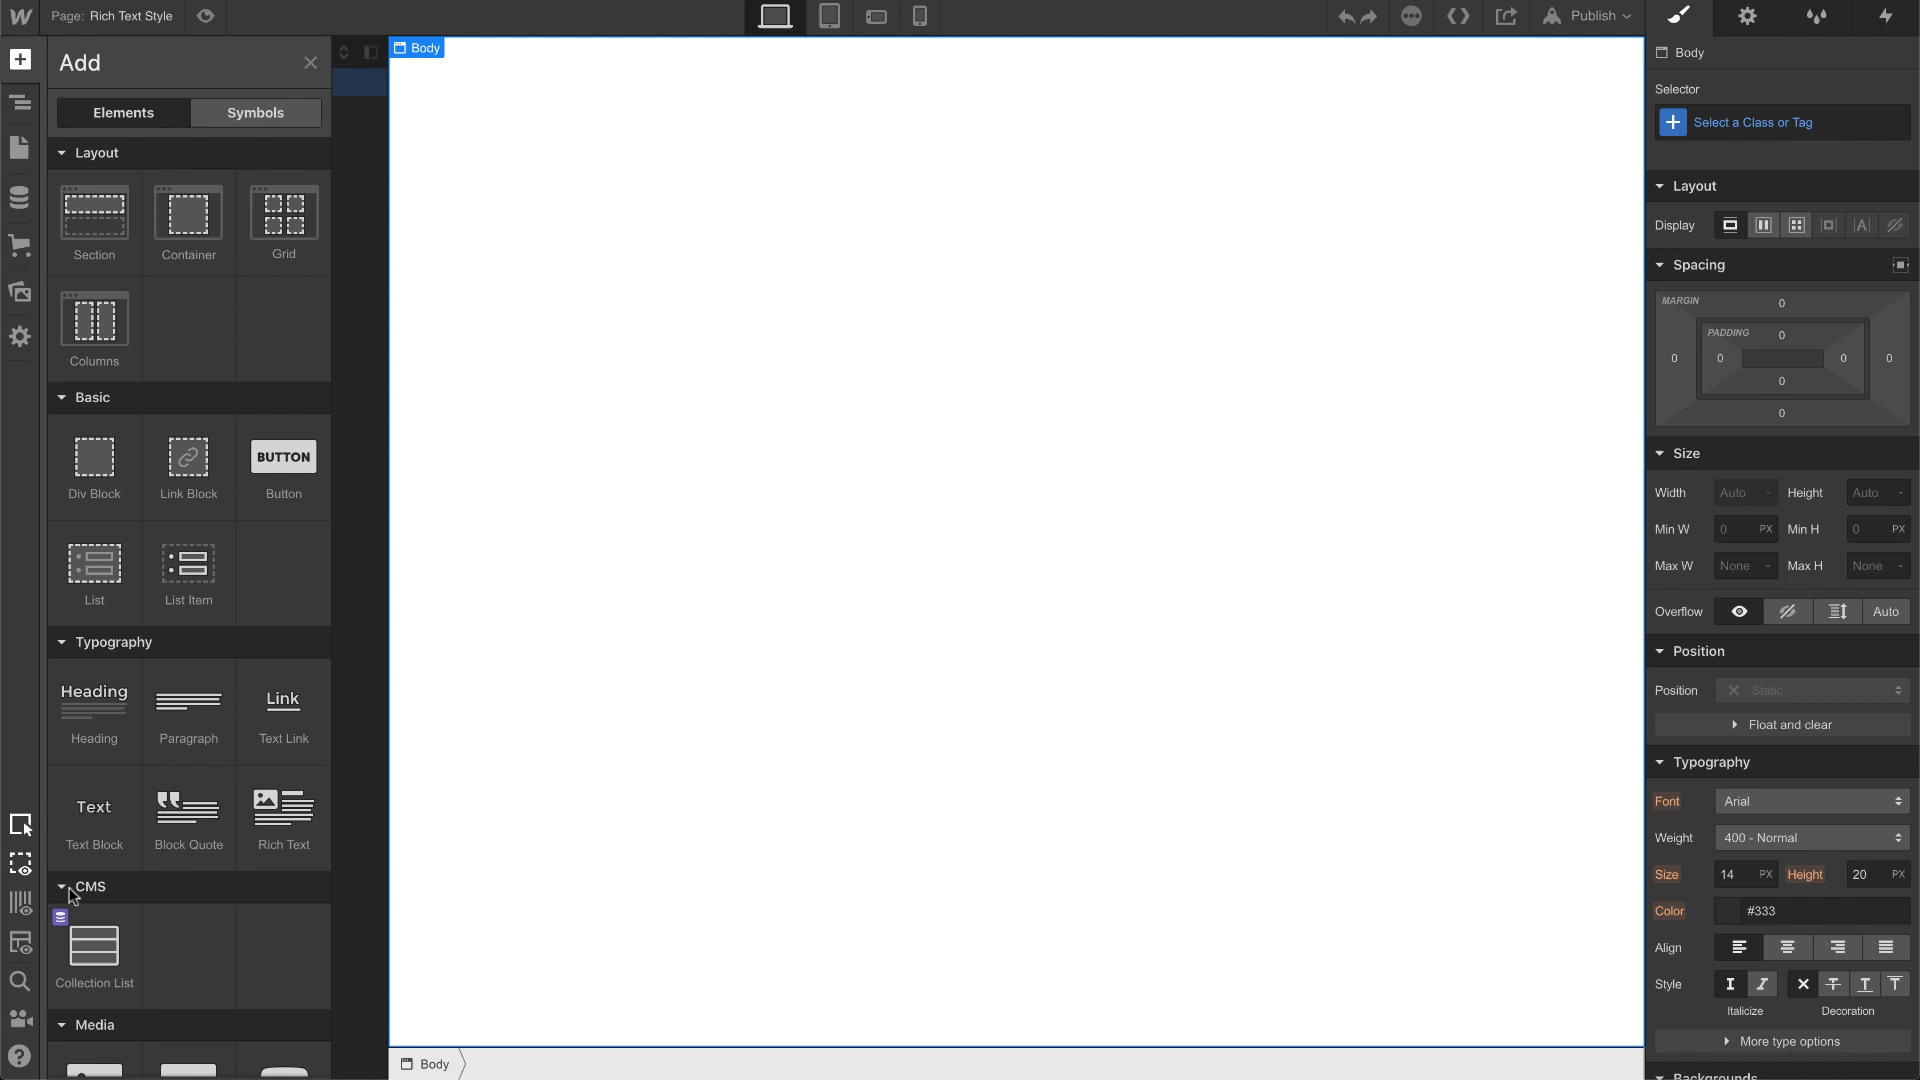 Page: Rich Text Style
Publish
Add
Elements
Symbols
Layout
Section
Container
Grid
Columns
Basic
Div Block
Link Block
BUTTON
Button
List
List Item
Typography
Heading
Heading
Paragraph
Link
Text Link
Text
Text Block
Block Quote
Rich Text
CMS
Collection List
Media
Body
Body
Body
Selector
Select a Class or Tag
Layout
Display
Spacing
MARGIN
0
PADDING
0
0 0 0 0
0
0
Size
Width Auto - Height Auto -
Min W 0 PX Min H 0 PX
Max W None - Max H None -
Overflow Auto
Position
Position Static
Float and clear
Typography
Font Arial
Weight 400 - Normal
Size 14 PX Height 20 PX
Color #333
Align
Style
Italicize Decoration
More type options
Backgrounds